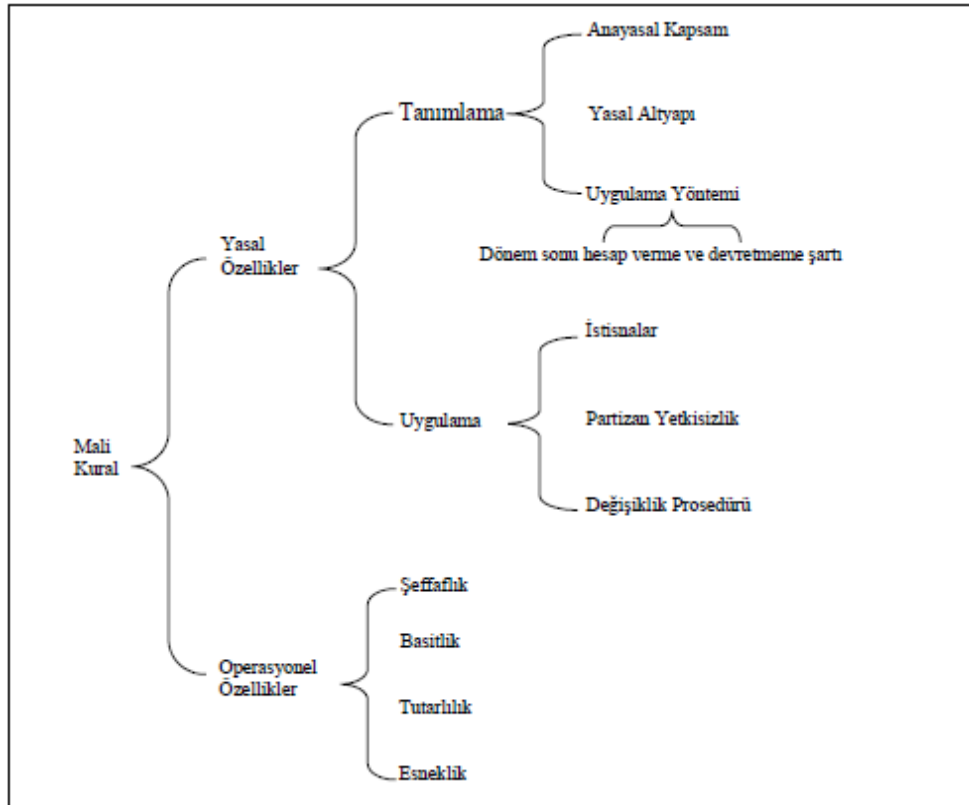 Anayasal Kapsam
Tanımlama
Yasal Altyapı
Uygulama Yöntemi
Dönem sonu hesap verme ve devretmeme şartı
Yasal
Özellikler
İstisnalar
Uygulama
Partizan Yetkisizlik
Değişiklik Prosedürü
Mali
Kural
Şeffaflık
Basitlik
Operasyonel
Özellikler
Tutarlılık
Esneklik